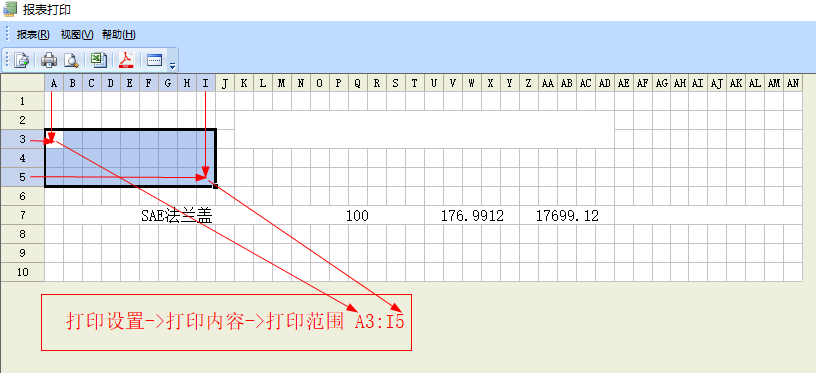 报表打印
报表(R) 视图(V) 帮助(H)
A B C D E F G H I J K L M N O P Q R S T U V W X Y Z AA AB AC AD AE AF AG AH AI AJ AK AL AM AN
1
2
3
4
5
6
7 SAE法兰盖 100 176.9912 17699.12
8
9
10
打印设置->打印内容->打印范围 A3:I5